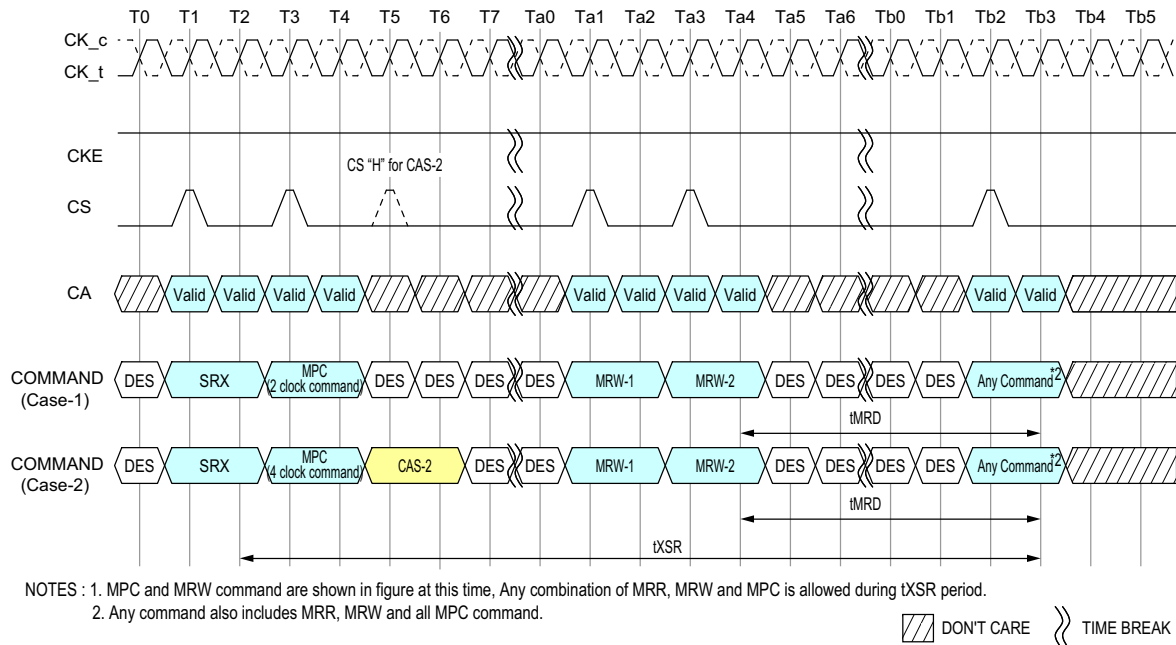 T0 T1 T2 T3 T4 T5 T6 T7 Ta0 Ta1 Ta2 Ta3 Ta4 Ta5 Ta6 Tb0 Tb1 Tb2 Tb3 Tb4 Tb5
CK_c
CK_t
CKE
CS "H" for CAS-2
CS
CA
Valid Valid Valid Valid Valid Valid Valid Valid Valid Valid
COMMAND
(Case-1)
DES SRX MPC
(2 clock command)
DES DES DES DES MRW-1 MRW-2 DES DES DES DES Any Command*2
tMRD
COMMAND
(Case-2)
DES SRX MPC
(4 clock command)
CAS-2 DES DES MRW-1 MRW-2 DES DES DES DES Any Command*2
tMRD
tXSR
NOTES : 1. MPC and MRW command are shown in figure at this time, Any combination of MRR, MRW and MPC is allowed during tXSR period.
2. Any command also includes MRR, MRW and all MPC command.
DON'T CARE TIME BREAK